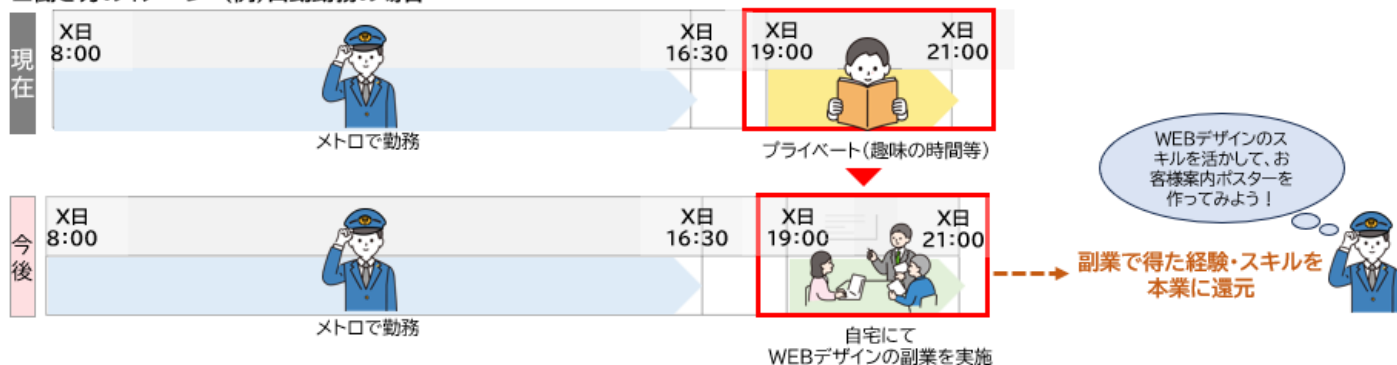 現在
X日
8:00
X日
16:30
X日
19:00
X日
21:00
メトロで勤務
プライベート(趣味の時間等)
今後
X日
8:00
X日
16:30
X日
19:00
X日
21:00
メトロで勤務
自宅にて
WEBデザインの副業を実施
副業で得た経験・スキルを
本業に還元
WEBデザインのス
キルを活かして、お
客様案内ポスターを
作ってみよう!